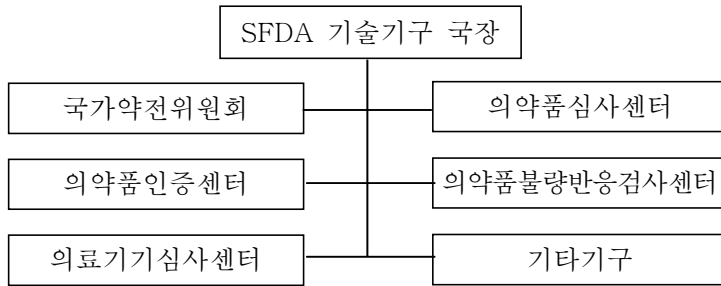 SFDA 기술기구 국장
국가약전위원회
의약품심사센터
의약품인증센터
의약품불량반응검사센터
의료기기심사센터
기타기구